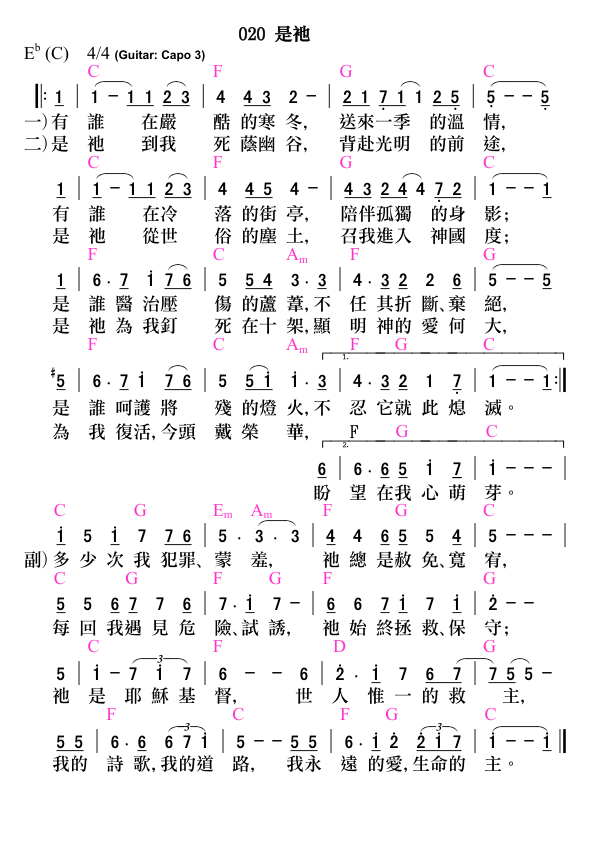 020 是祂
E♭ (C) 4/4 (Guitar: Capo 3)
C F G C
‖: 1 | 1 - 1 1 2 3 | 4 4 3 2 - | 2 1 7 1 1 2 5 | 5 - - 5
一) 有 誰 在嚴 酷 的寒 冬, 送來一季 的溫 情,
二) 是 祂 到我 死 蔭幽 谷, 背赴光明 的前 途,
C F G C
1 | 1 - 1 1 2 3 | 4 4 5 4 - | 4 3 2 4 4 7 2 | 1 - - 1
有 誰 在冷 落 的街 亭, 陪伴孤獨 的身 影;
是 祂 從世 俗 的塵 土, 召我進入 神國 度;
F C Am F G
1 | 6 . 7 i 7 6 | 5 5 4 3 . 3 | 4 . 3 2 2 6 | 5 - - 5
是 誰 醫 治壓 傷 的蘆 葦,不 任 其折 斷、棄 絕,
是 祂 為 我釘 死 在十 架,顯 明 神的 愛 何 大,
F C Am F G C
1.
♯5 | 6 . 7 i 7 6 | 5 5 i i . 3 | 4 . 3 2 1 7 | 1 - - 1 :‖
是 誰 呵護 將 殘 的燈 火,不 忍 它就 此 熄 滅。
為 我 復活,今頭 戴 榮 華, F G C
2.
6 | 6 . 6 5 i 7 | i - - - |
盼 望 在我 心 萌 芽。
C G Em Am F G C
i 5 i 7 7 6 | 5 . 3 . 3 | 4 4 6 5 5 4 | 5 - - - |
副) 多 少 次 我 犯罪、 蒙 羞, 祂 總 是赦 免、寬 宥,
C G F G F G
5 5 6 7 7 6 | 7 . i 7 - | 6 6 7 i 7 i | 2 - -
每 回 我遇 見 危 險、試 誘, 祂 始 終拯 救、保 守;
C F D G
5 | i - 7 i 7 | 6 - - 6 | 2 . i 7 6 7 | 7 5 5 -
3
祂 是 耶 穌 基 督, 世 人 惟 一 的 救 主,
F C F G C
5 5 | 6 . 6 6 7 i | 5 - - 5 5 | 6 . i 2 2 i 7 | i - - i ‖
3 3
我的 詩 歌,我的道 路, 我永 遠 的愛,生命的 主。